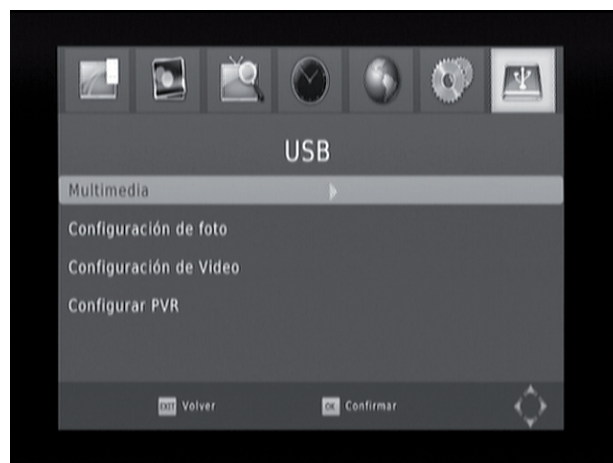 USB
Multimedia
Configuración de foto
Configuración de Video
Configurar PVR
EXIT Volver OK Confirmar